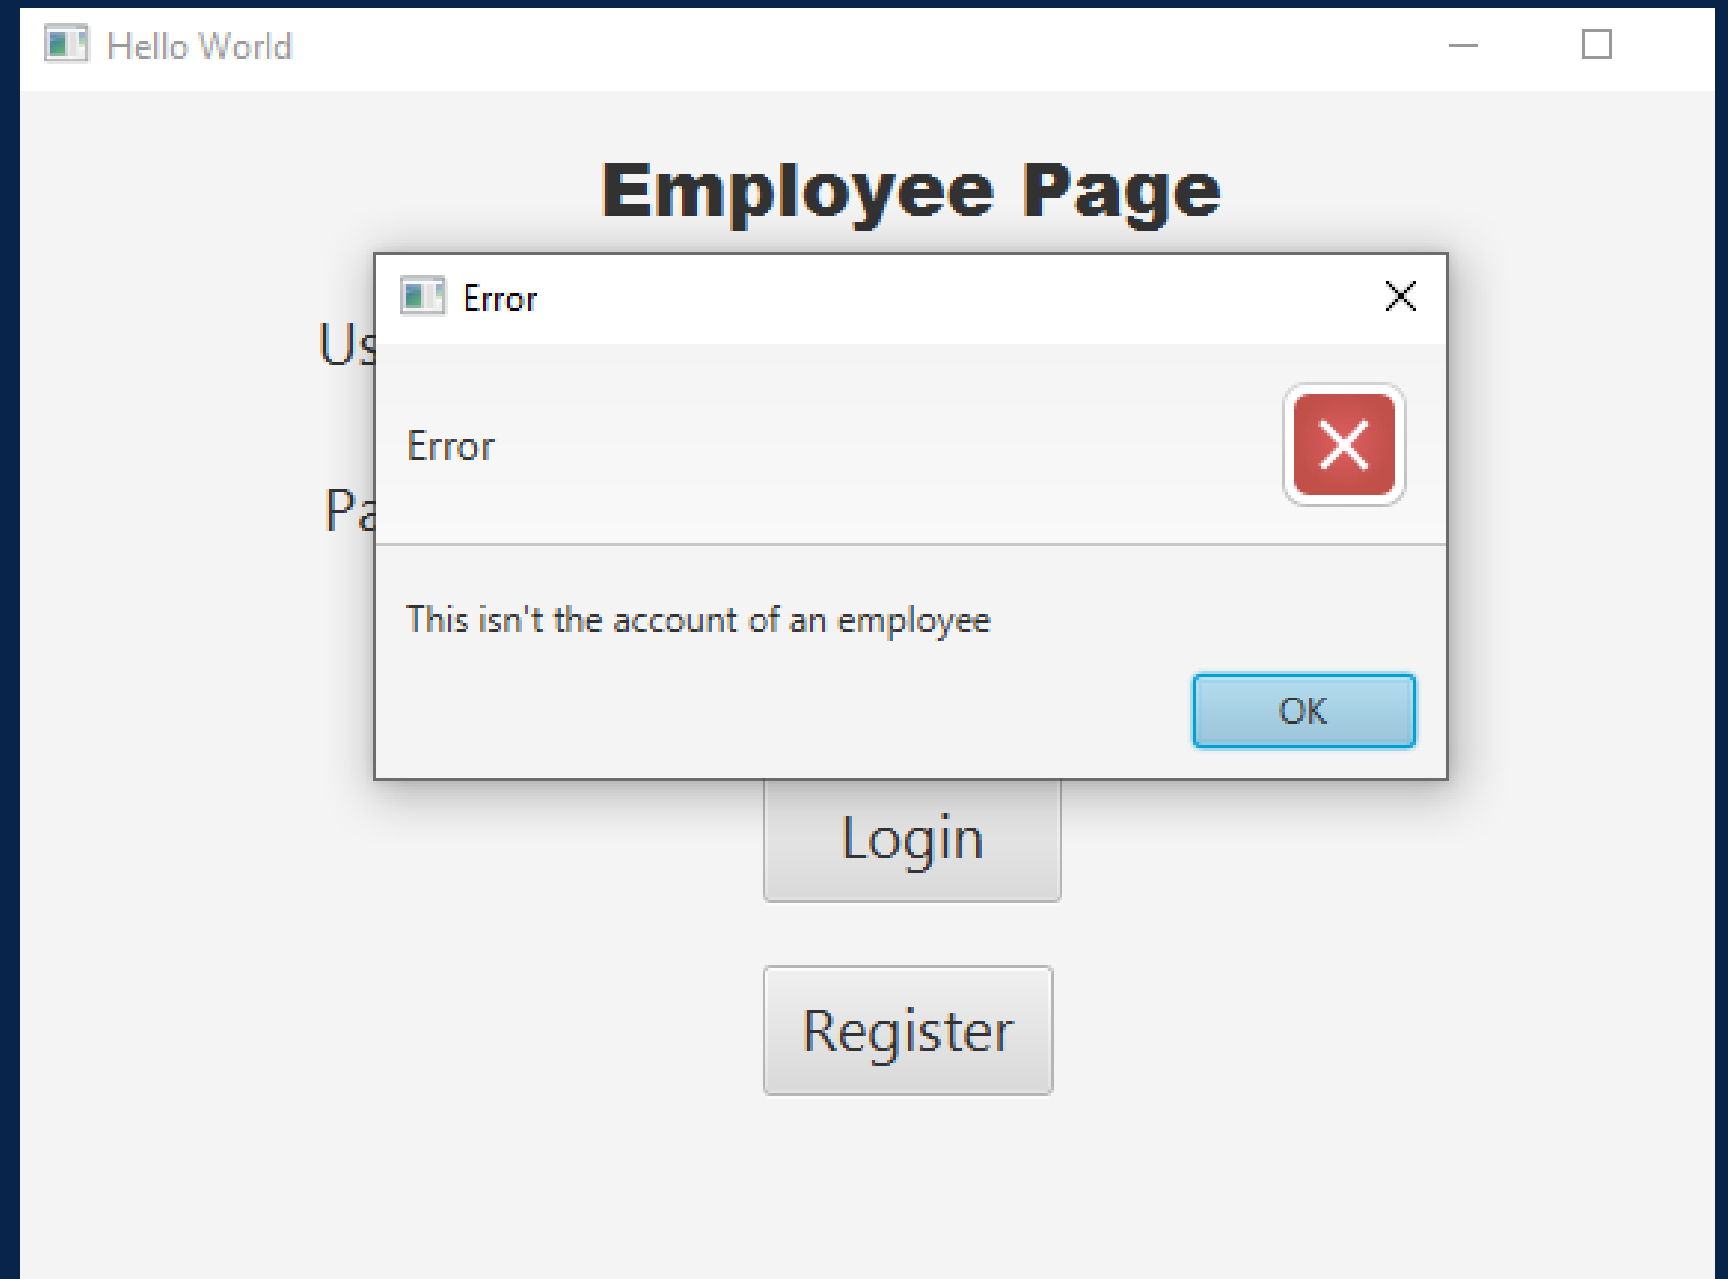 Hello World
Employee Page
Error
Us
Error
Pa
This isn't the account of an employee
OK
Login
Register